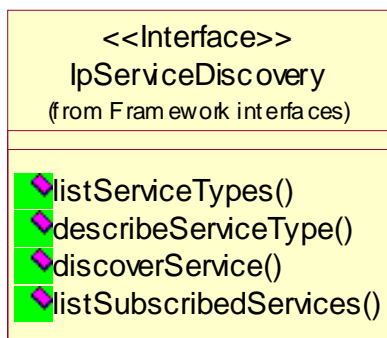 <<Interface>>
IpServiceDiscovery
(from Framework interfaces)
listServiceTypes()
describeServiceType()
discoverService()
listSubscribedServices()